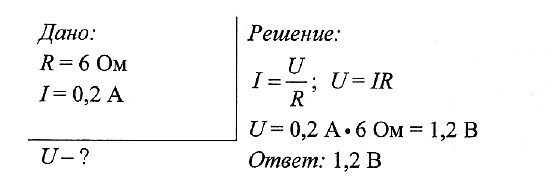 Дано:
R = 6 Ом
I = 0,2 А
U – ?
Решение:
I = U/R; U = IR
U = 0,2 А • 6 Ом = 1,2 В
Ответ: 1,2 В